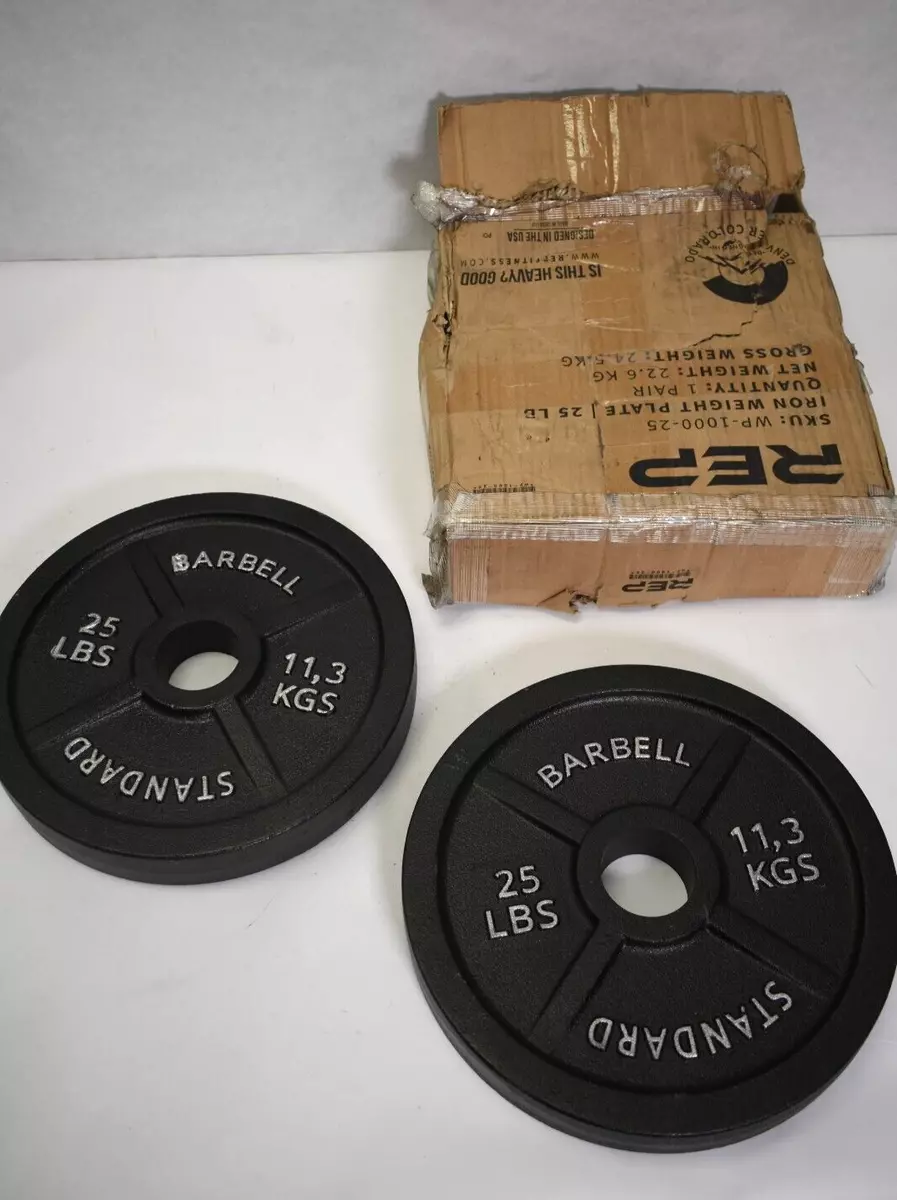 REP
SKU: WP-1000-25
IRON WEIGHT PLATE | 25 LB
QUANTITY: 1 PAIR
NET WEIGHT: 22.6 KG
GROSS WEIGHT: 24.5 KG
DENVER COLORADO
IS THIS HEAVY? GOOD
WWW.REPFITNESS.COM
DESIGNED IN THE USA
REP
BARBELL
25
LBS
11,3
KGS
STANDARD
BARBELL
25
LBS
11,3
KGS
STANDARD